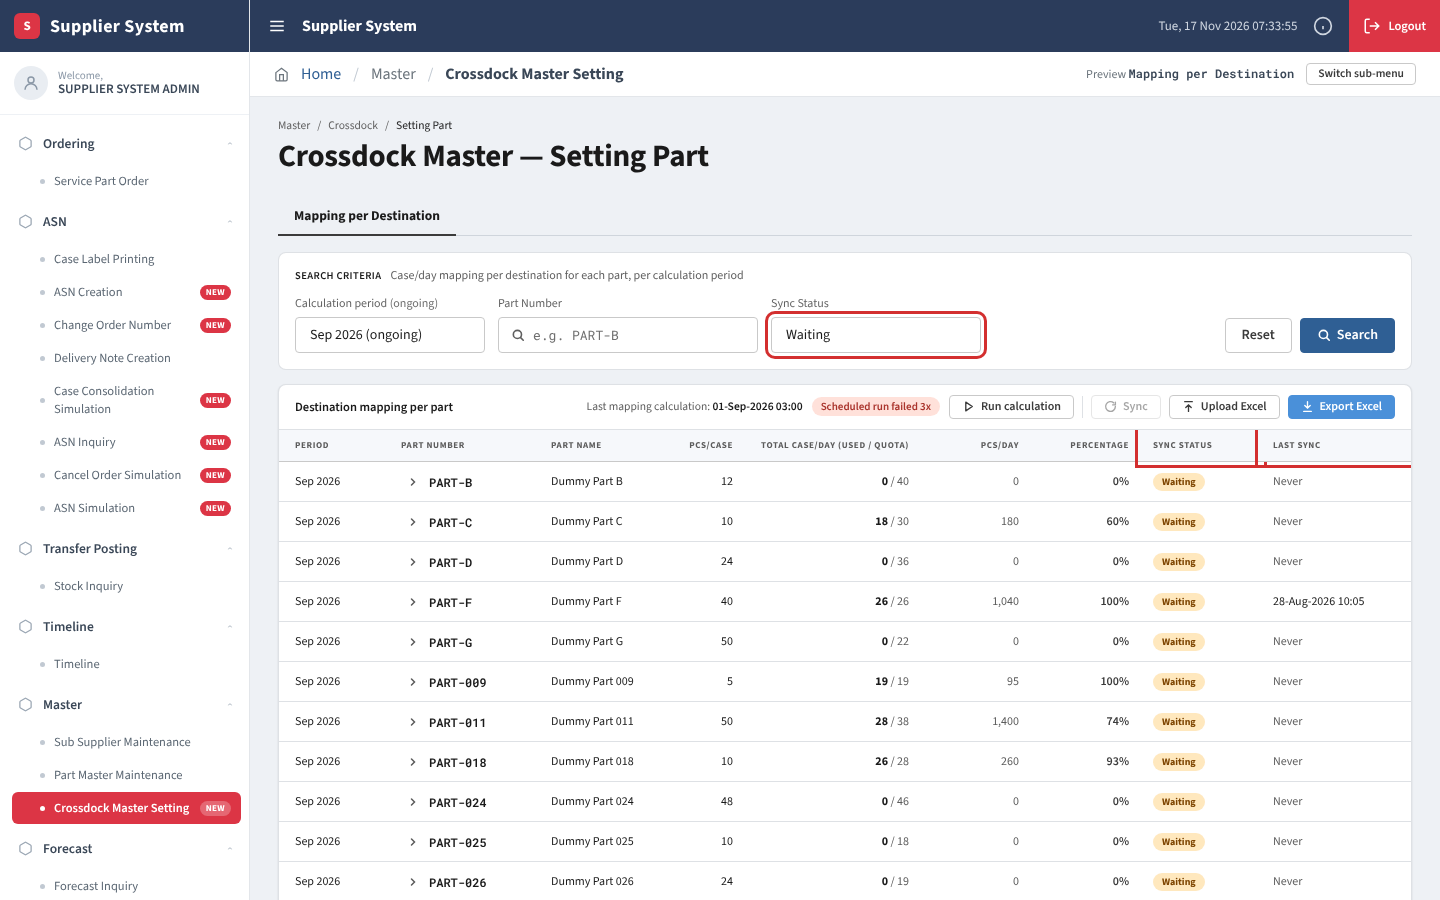 S Supplier System
Supplier System
Tue, 17 Nov 2026 07:33:55
Logout
Welcome,
SUPPLIER SYSTEM ADMIN
Home / Master / Crossdock Master Setting
Preview Mapping per Destination
Switch sub-menu
Ordering
Service Part Order
ASN
Case Label Printing
ASN Creation NEW
Change Order Number NEW
Delivery Note Creation
Case Consolidation
Simulation NEW
ASN Inquiry NEW
Cancel Order Simulation NEW
ASN Simulation NEW
Transfer Posting
Stock Inquiry
Timeline
Timeline
Master
Sub Supplier Maintenance
Part Master Maintenance
Crossdock Master Setting NEW
Forecast
Forecast Inquiry
Master / Crossdock / Setting Part
Crossdock Master — Setting Part
Mapping per Destination
SEARCH CRITERIA Case/day mapping per destination for each part, per calculation period
Calculation period (ongoing) Part Number Sync Status
Sep 2026 (ongoing) e.g. PART-B Waiting Reset Search
Destination mapping per part Last mapping calculation: 01-Sep-2026 03:00 Scheduled run failed 3x Run calculation Sync Upload Excel Export Excel
PERIOD PART NUMBER PART NAME PCS/CASE TOTAL CASE/DAY (USED / QUOTA) PCS/DAY PERCENTAGE SYNC STATUS LAST SYNC
Sep 2026 PART-B Dummy Part B 12 0 / 40 0 0% Waiting Never
Sep 2026 PART-C Dummy Part C 10 18 / 30 180 60% Waiting Never
Sep 2026 PART-D Dummy Part D 24 0 / 36 0 0% Waiting Never
Sep 2026 PART-F Dummy Part F 40 26 / 26 1,040 100% Waiting 28-Aug-2026 10:05
Sep 2026 PART-G Dummy Part G 50 0 / 22 0 0% Waiting Never
Sep 2026 PART-009 Dummy Part 009 5 19 / 19 95 100% Waiting Never
Sep 2026 PART-011 Dummy Part 011 50 28 / 38 1,400 74% Waiting Never
Sep 2026 PART-018 Dummy Part 018 10 26 / 28 260 93% Waiting Never
Sep 2026 PART-024 Dummy Part 024 48 0 / 46 0 0% Waiting Never
Sep 2026 PART-025 Dummy Part 025 10 0 / 18 0 0% Waiting Never
Sep 2026 PART-026 Dummy Part 026 24 0 / 19 0 0% Waiting Never